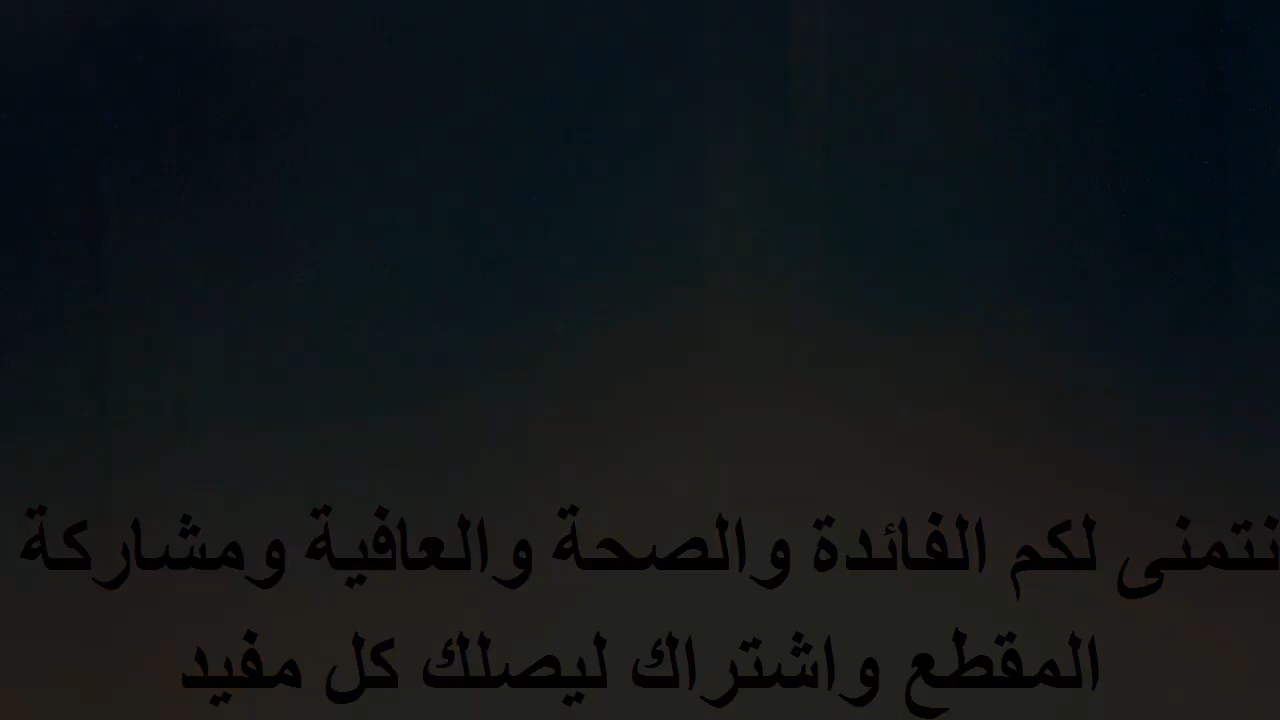 نتمنى لكم الفائدة والصحة والعافية ومشاركة
المقطع واشتراك ليصلك كل مفيد